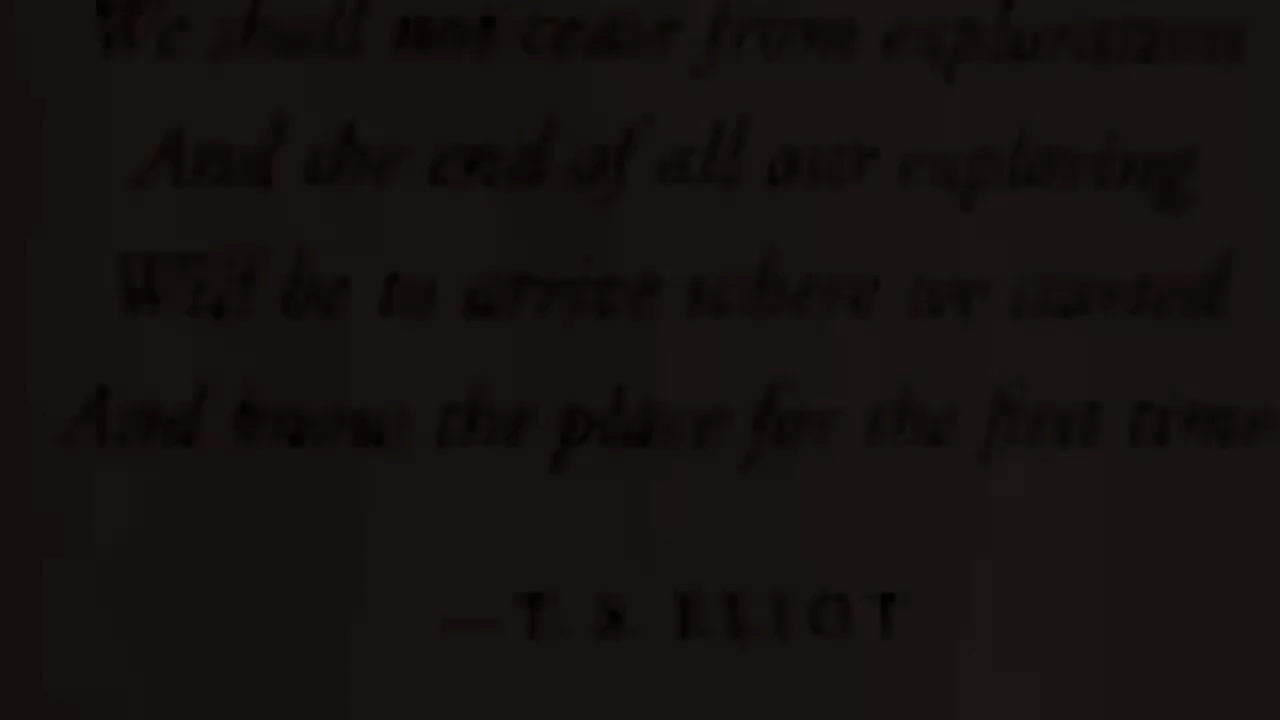 We shall not cease from exploration
And the end of all our exploring
Will be to arrive where we started
And know the place for the first time
—T. S. ELIOT